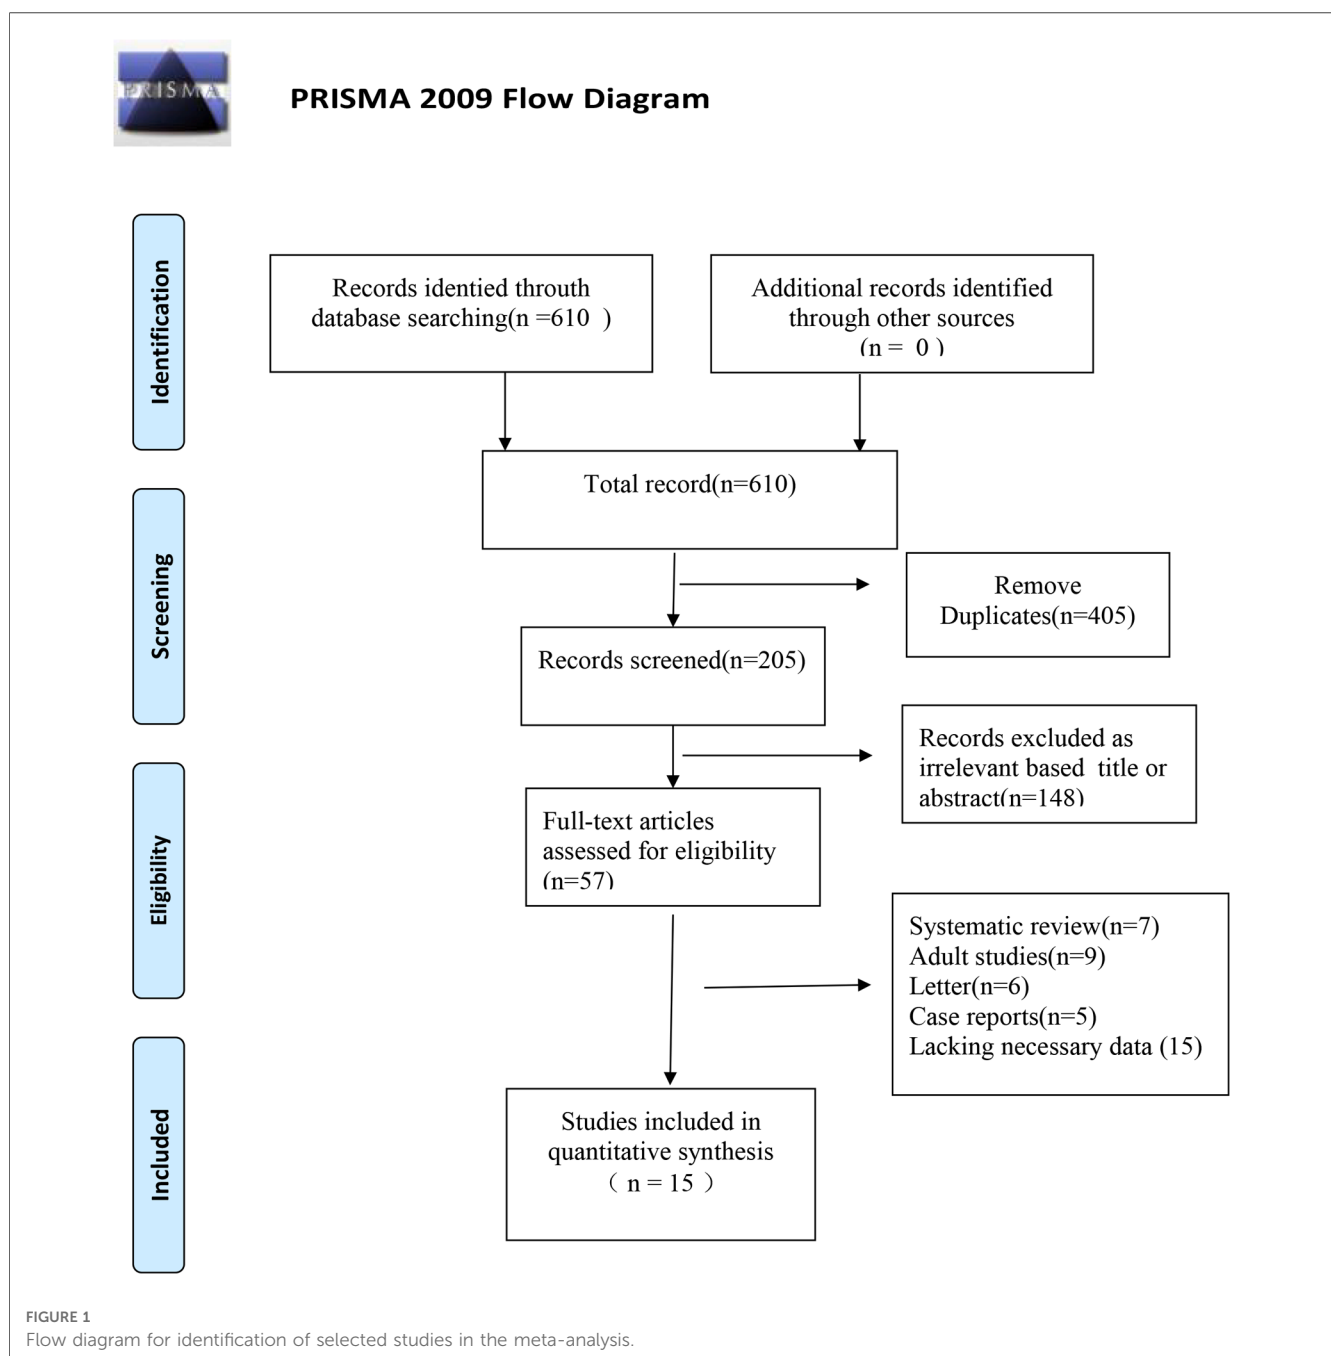 PRISMA
PRISMA 2009 Flow Diagram
Identification
Records identied throuth
database searching(n =610 )
Additional records identified
through other sources
(n = 0 )
Total record(n=610)
Screening
Remove
Duplicates(n=405)
Records screened(n=205)
Records excluded as
irrelevant based title or
abstract(n=148)
Eligibility
Full-text articles
assessed for eligibility
(n=57)
Systematic review(n=7)
Adult studies(n=9)
Letter(n=6)
Case reports(n=5)
Lacking necessary data (15)
Included
Studies included in
quantitative synthesis
（ n = 15 ）
FIGURE 1
Flow diagram for identification of selected studies in the meta-analysis.